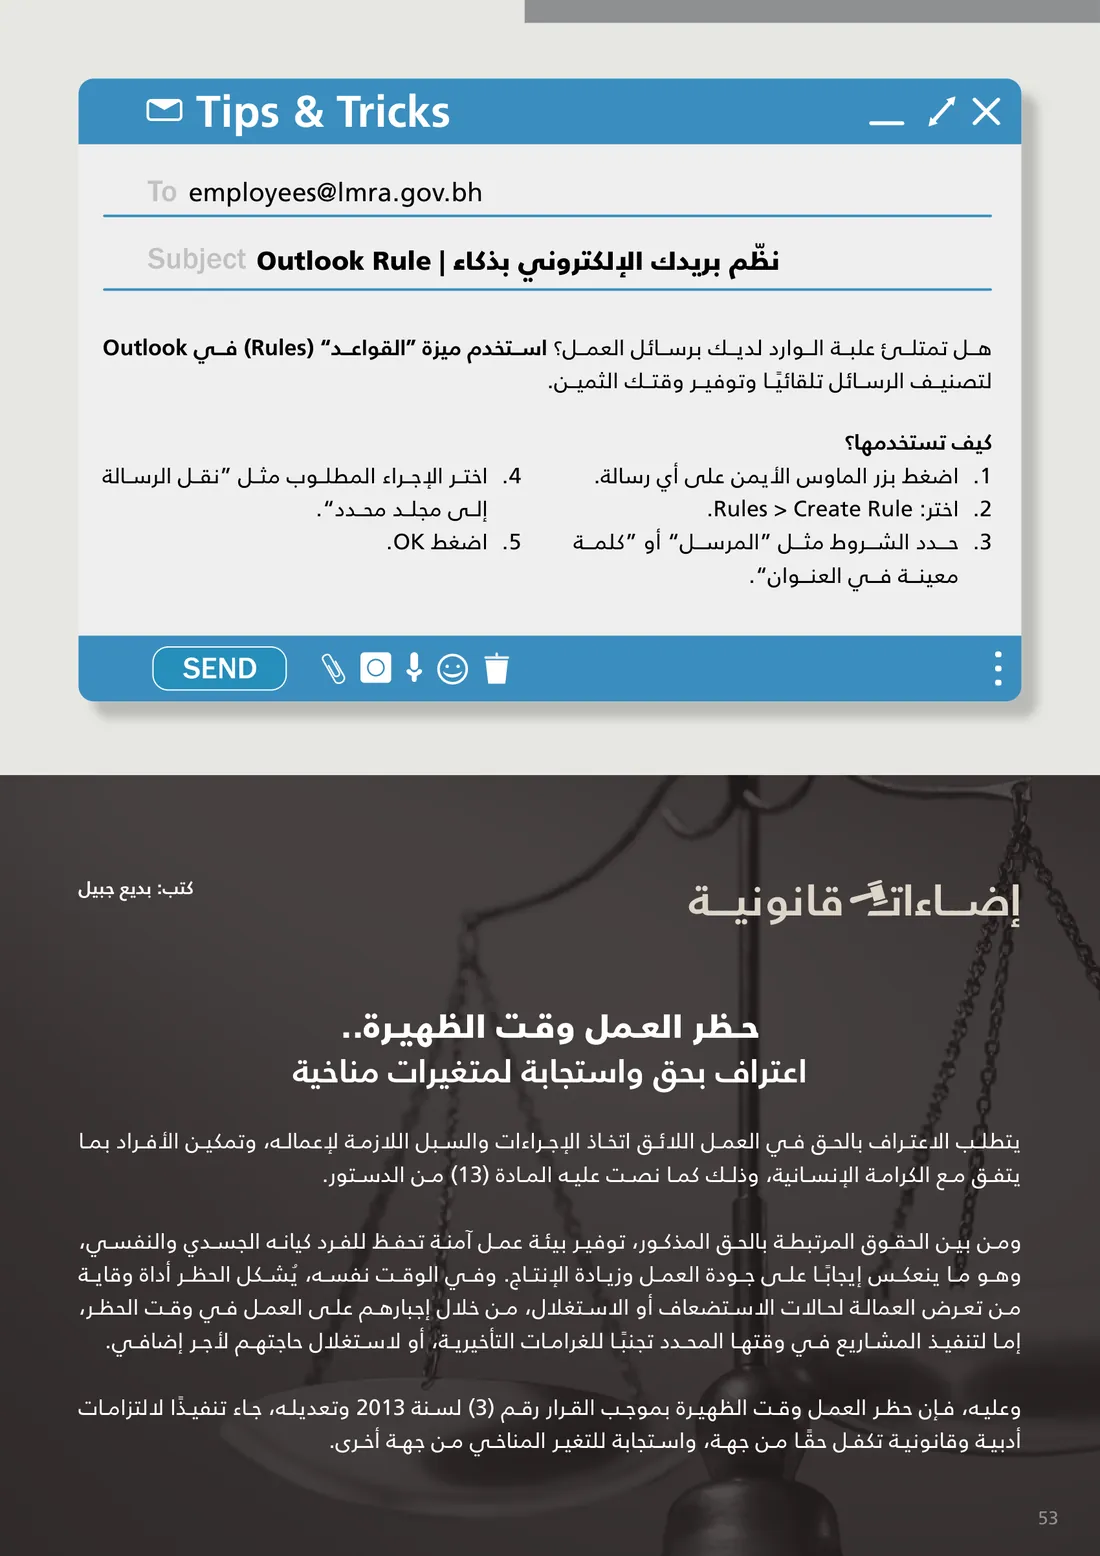 Tips & Tricks
To employees@lmra.gov.bh
Subject Outlook Rule | نظّم بريدك الإلكتروني بذكاء
هل تمتلئ علبة الوارد لديك برسائل العمل؟ استخدم ميزة ”القواعد“ (Rules) في Outlook
لتصنيف الرسائل تلقائيًا وتوفير وقتك الثمين.
كيف تستخدمها؟
1. اضغط بزر الماوس الأيمن على أي رسالة.
2. اختر: Rules > Create Rule.
3. حدد الشروط مثل ”المرسل“ أو ”كلمة
معينة في العنوان“.
4. اختر الإجراء المطلوب مثل ”نقل الرسالة
إلى مجلد محدد“.
5. اضغط OK.
SEND
إضاءات قانونية
كتب: بديع جبيل
حظر العمل وقت الظهيرة..
اعتراف بحق واستجابة لمتغيرات مناخية
يتطلب الاعتراف بالحق في العمل اللائق اتخاذ الإجراءات والسبل اللازمة لإعماله، وتمكين الأفراد بما
يتفق مع الكرامة الإنسانية، وذلك كما نصت عليه المادة (13) من الدستور.
ومن بين الحقوق المرتبطة بالحق المذكور، توفير بيئة عمل آمنة تحفظ للفرد كيانه الجسدي والنفسي،
وهو ما ينعكس إيجابًا على جودة العمل وزيادة الإنتاج. وفي الوقت نفسه، يُشكل الحظر أداة وقاية
من تعرض العمالة لحالات الاستضعاف أو الاستغلال، من خلال إجبارهم على العمل في وقت الحظر،
إما لتنفيذ المشاريع في وقتها المحدد تجنبًا للغرامات التأخيرية، أو لاستغلال حاجتهم لأجر إضافي.
وعليه، فإن حظر العمل وقت الظهيرة بموجب القرار رقم (3) لسنة 2013 وتعديله، جاء تنفيذًا لالتزامات
أدبية وقانونية تكفل حقًا من جهة، واستجابة للتغير المناخي من جهة أخرى.
53